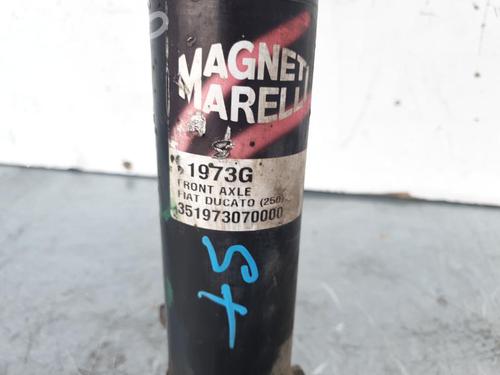 MAGNETI
MARELLI
1973G
FRONT AXLE
FIAT DUCATO (250)
351973070000